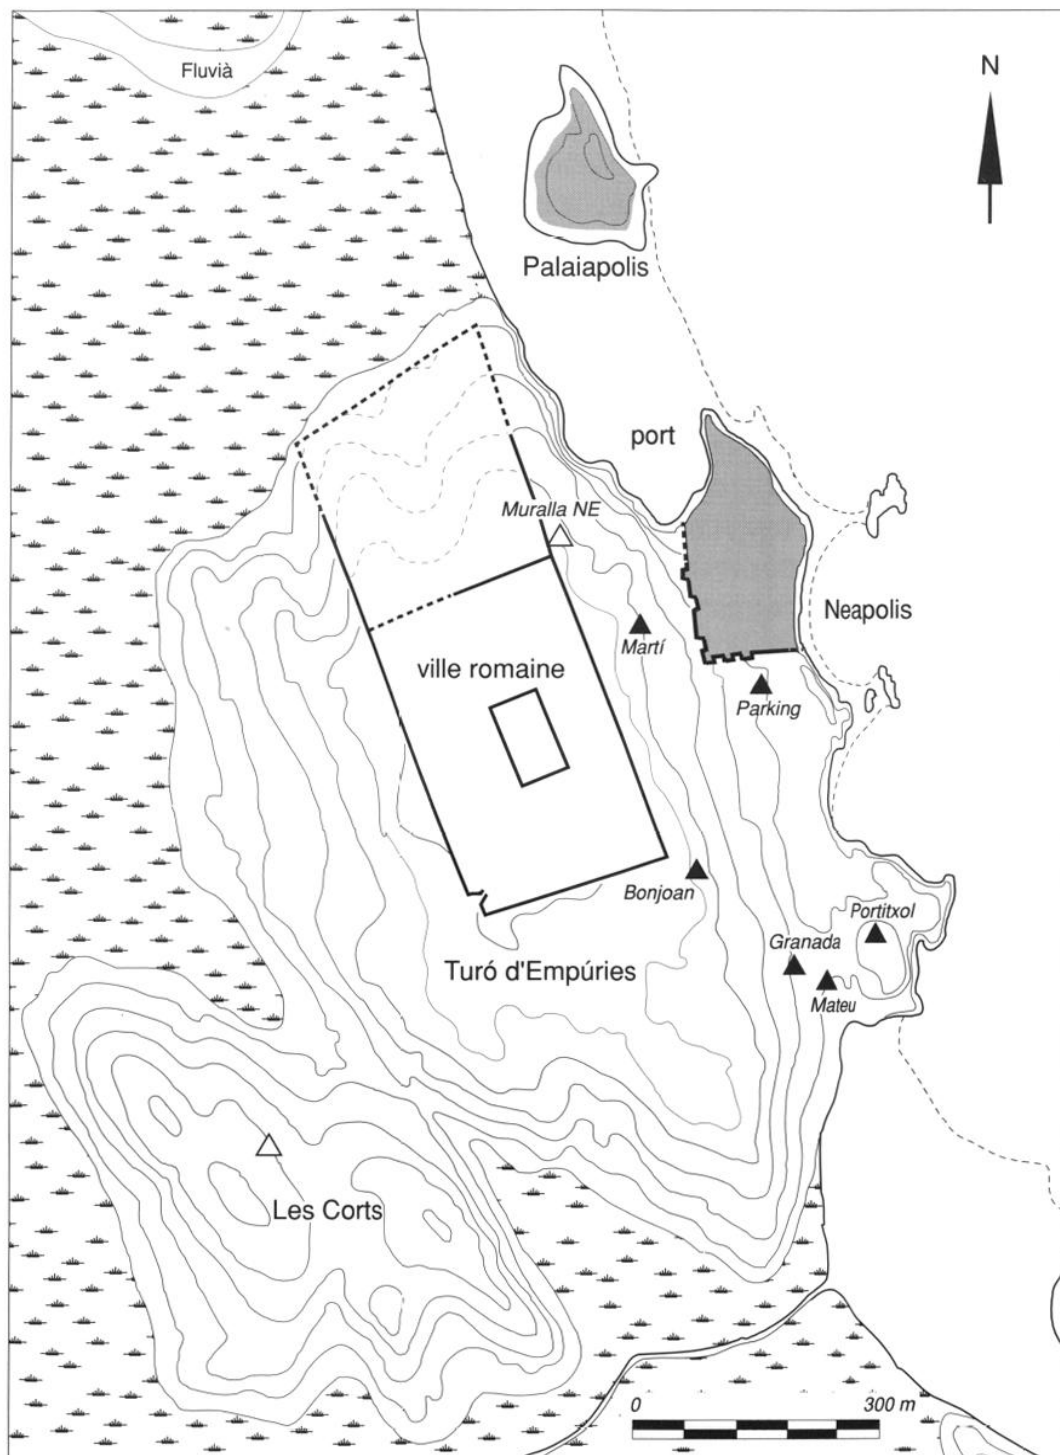 Fluvià
N
Palaiapolis
port
Muralla NE
Neapolis
Martí
ville romaine
Parking
Bonjoan
Portitxol
Granada
Turó d'Empúries
Mateu
Les Corts
0 300 m